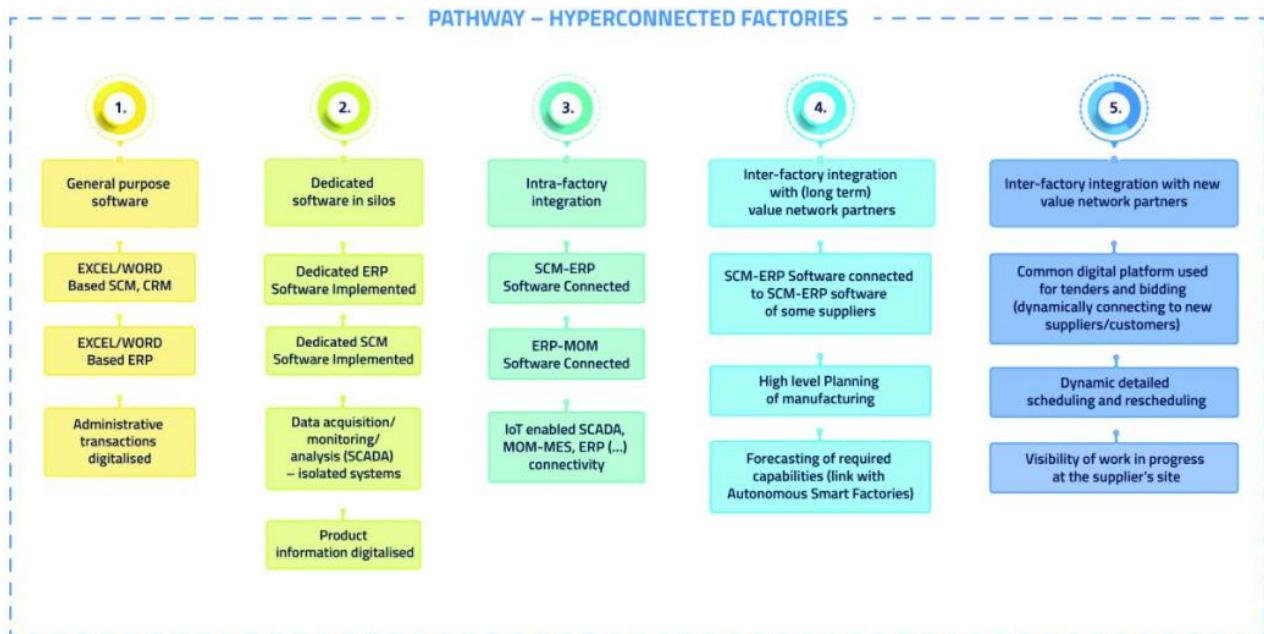 PATHWAY – HYPERCONNECTED FACTORIES
1.
General purpose
software
EXCEL/WORD
Based SCM, CRM
EXCEL/WORD
Based ERP
Administrative
transactions
digitalised
2.
Dedicated
software in silos
Dedicated ERP
Software Implemented
Dedicated SCM
Software Implemented
Data acquisition/
monitoring/
analysis (SCADA)
– isolated systems
Product
information digitalised
3.
Intra-factory
integration
SCM-ERP
Software Connected
ERP-MOM
Software Connected
IoT enabled SCADA,
MOM-MES, ERP (...)
connectivity
4.
Inter-factory integration
with (long term)
value network partners
SCM-ERP Software connected
to SCM-ERP software
of some suppliers
High level Planning
of manufacturing
Forecasting of required
capabilities (link with
Autonomous Smart Factories)
5.
Inter-factory integration with new
value network partners
Common digital platform used
for tenders and bidding
(dynamically connecting to new
suppliers/customers)
Dynamic detailed
scheduling and rescheduling
Visibility of work in progress
at the supplier's site